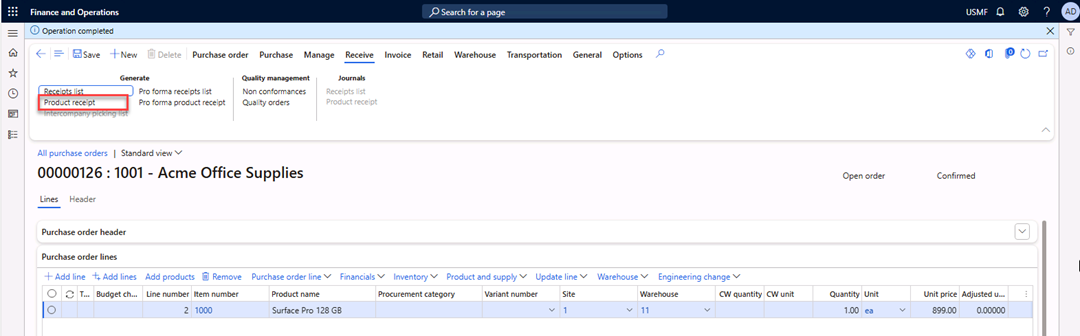 Finance and Operations
Search for a page
USMF
AD
Operation completed
Save
New
Delete
Purchase order
Purchase
Manage
Receive
Invoice
Retail
Warehouse
Transportation
General
Options
0
Generate
Receipts list
Product receipt
Intercompany picking list
Pro forma receipts list
Pro forma product receipt
Quality management
Non conformances
Quality orders
Journals
Receipts list
Product receipt
All purchase orders | Standard view
00000126 : 1001 - Acme Office Supplies
Open order
Confirmed
Lines
Header
Purchase order header
Purchase order lines
Add line
Add lines
Add products
Remove
Purchase order line
Financials
Inventory
Product and supply
Update line
Warehouse
Engineering change
T... Budget ch... Line number Item number Product name Procurement category Variant number Site Warehouse CW quantity CW unit Quantity Unit Unit price Adjusted u...
2 1000 Surface Pro 128 GB 1 11 1.00 ea 899.00 0.00000